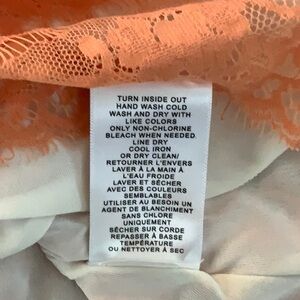 TURN INSIDE OUT
HAND WASH COLD
WASH AND DRY WITH
LIKE COLORS
ONLY NON-CHLORINE
BLEACH WHEN NEEDED.
LINE DRY
COOL IRON
OR DRY CLEAN/
RETOURNER L'ENVERS
LAVER À LA MAIN À
L'EAU FROIDE
LAVER ET SÉCHER
AVEC DES COULEURS
SEMBLABLES
UTILISER AU BESOIN UN
AGENT DE BLANCHIMENT
SANS CHLORE
UNIQUEMENT
SÉCHER SUR CORDE
REPASSER À BASSE
TEMPÉRATURE
OU NETTOYER À SEC